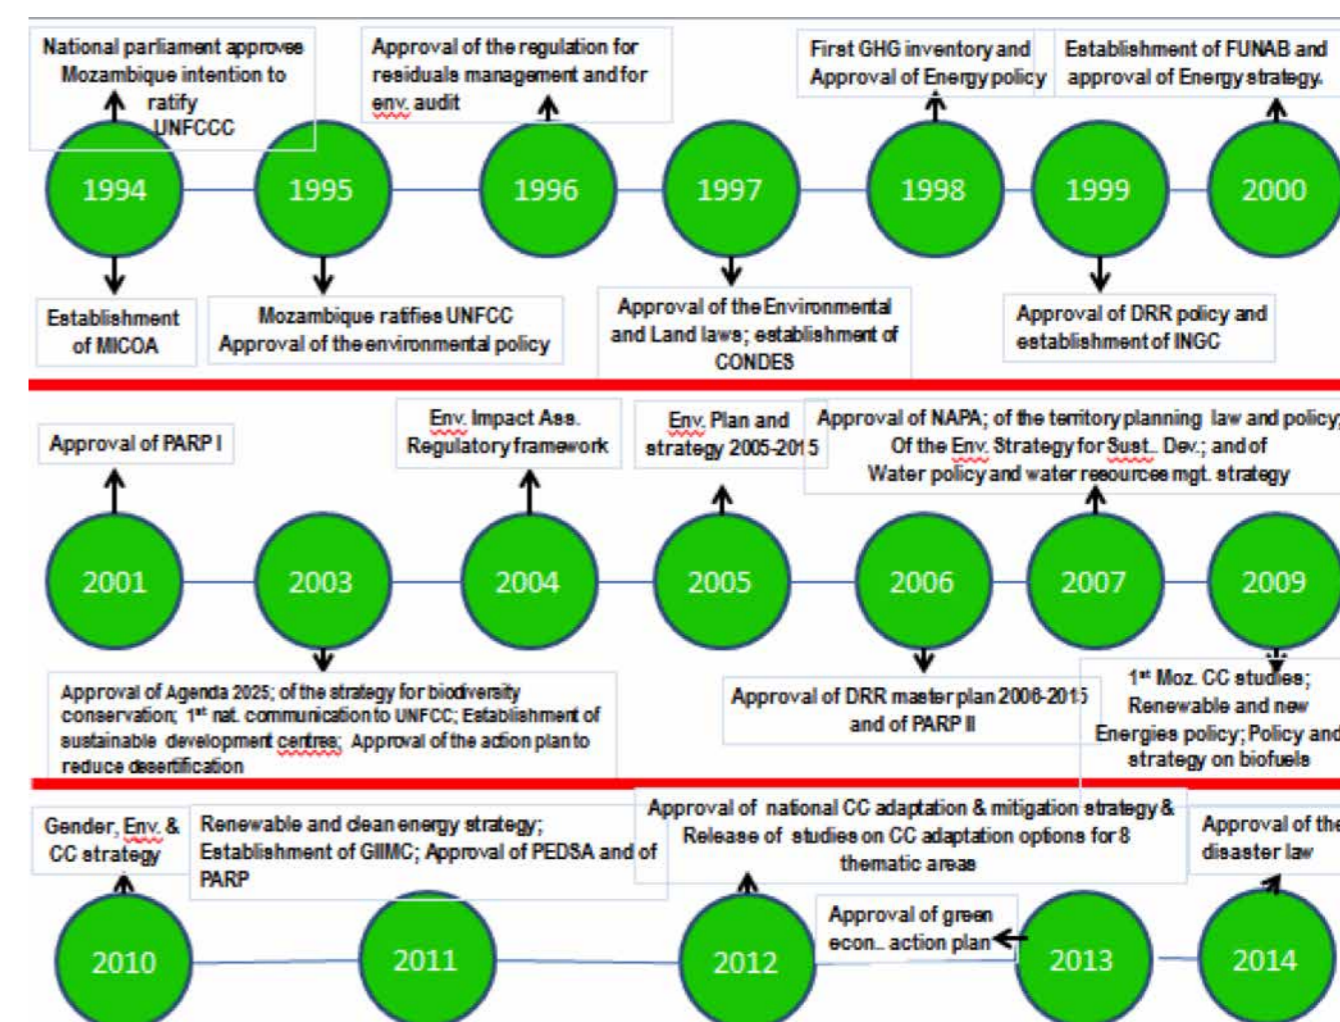 National parliament approves
Mozambique intention to
ratify
UNFCCC
Approval of the regulation for
residuals management and for
env. audit
First GHG inventory and
Approval of Energy policy
Establishment of FUNAB and
approval of Energy strategy.
1994
1995
1996
1997
1998
1999
2000
Establishment
of MICOA
Mozambique ratifies UNFCC
Approval of the environmental policy
Approval of the Environmental
and Land laws; establishment of
CONDES
Approval of DRR policy and
establishment of INGC
Approval of PARP I
Env. Impact Ass.
Regulatory framework
Env. Plan and
strategy 2005-2015
Approval of NAPA; of the territory planning law and policy;
Of the Env. Strategy for Sust.. Dev.; and of
Water policy and water resources mgt. strategy
2001
2003
2004
2005
2006
2007
2009
Approval of Agenda 2025; of the strategy for biodiversity
conservation; 1st nat. communication to UNFCC; Establishment of
sustainable development centres; Approval of the action plan to
reduce desertification
Approval of DRR master plan 2006-2015
and of PARP II
1st Moz. CC studies;
Renewable and new
Energies policy; Policy and
strategy on biofuels
Gender, Env. &
CC strategy
Renewable and clean energy strategy;
Establishment of GIIMC; Approval of PEDSA and of
PARP
Approval of national CC adaptation & mitigation strategy &
Release of studies on CC adaptation options for 8
thematic areas
Approval of green
econ.. action plan
Approval of the
disaster law
2010
2011
2012
2013
2014